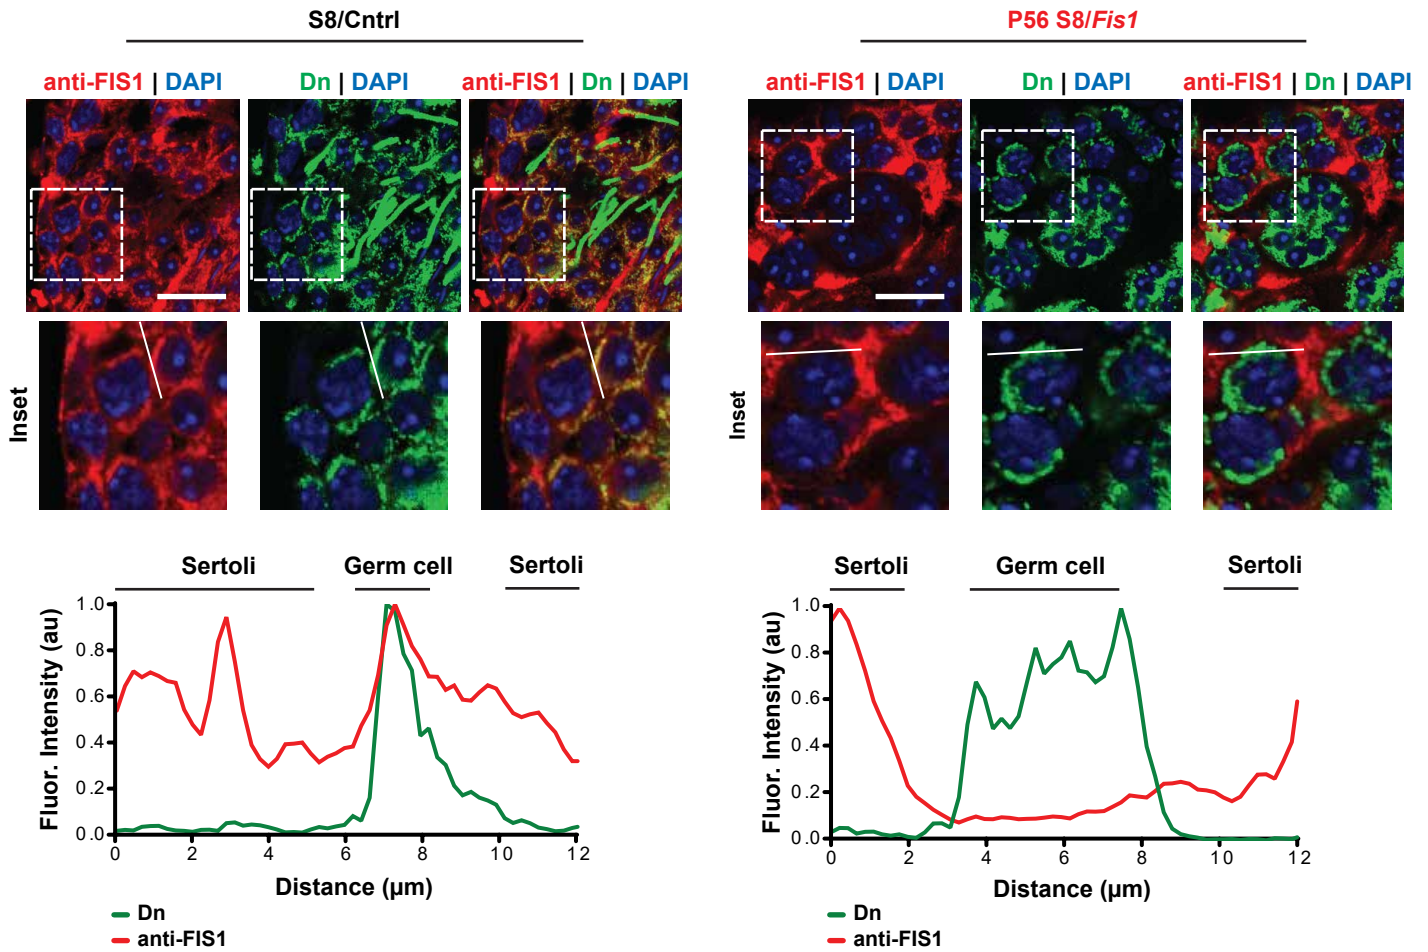 S8/Cntrl
P56 S8/Fis1
anti-FIS1 | DAPI
Dn | DAPI
anti-FIS1 | Dn | DAPI
anti-FIS1 | DAPI
Dn | DAPI
anti-FIS1 | Dn | DAPI
Inset
Inset
Sertoli
Germ cell
Sertoli
Fluor. Intensity (au)
1.0
0.8
0.6
0.4
0.2
0.0
0 2 4 6 8 10 12
Distance (µm)
Dn
anti-FIS1
Sertoli
Germ cell
Sertoli
Fluor. Intensity (au)
1.0
0.8
0.6
0.4
0.2
0.0
0 2 4 6 8 10 12
Distance (µm)
Dn
anti-FIS1